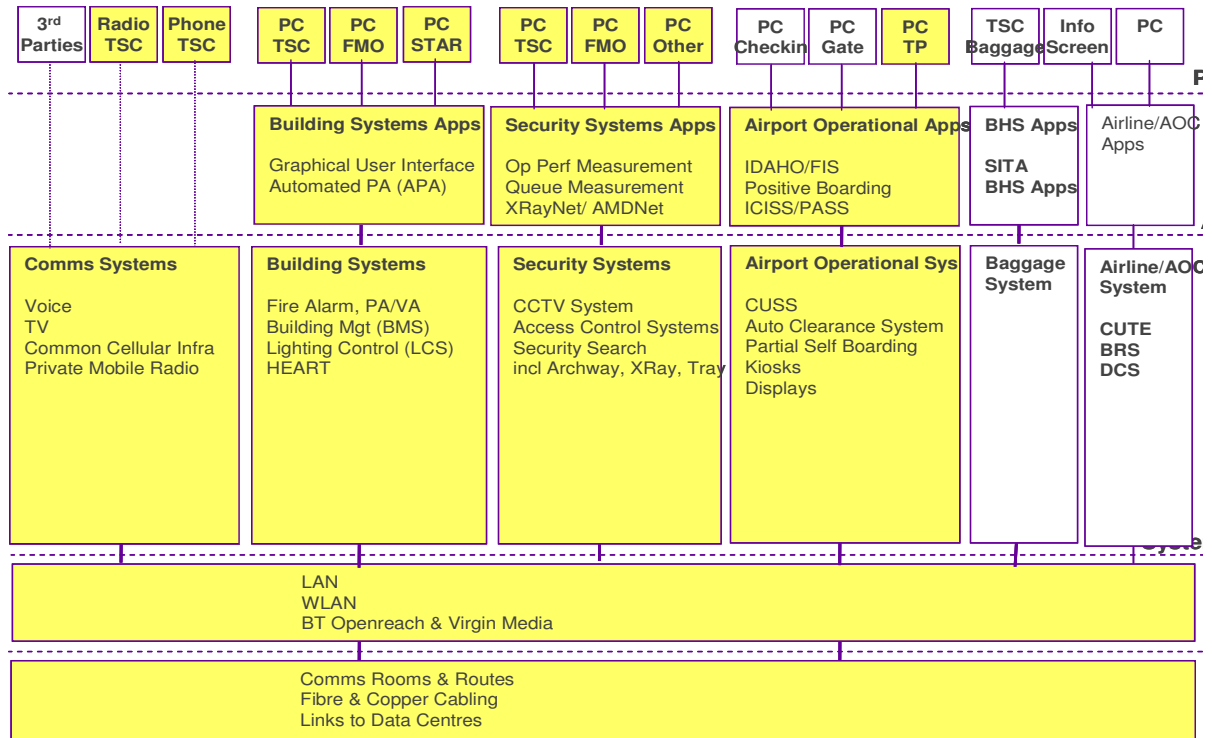 3rd Parties
Radio TSC
Phone TSC
PC TSC
PC FMO
PC STAR
PC TSC
PC FMO
PC Other
PC Checkin
PC Gate
PC TP
TSC Baggage
Info Screen
PC
Building Systems Apps
Graphical User Interface
Automated PA (APA)
Security Systems Apps
Op Perf Measurement
Queue Measurement
XRayNet/ AMDNet
Airport Operational Apps
IDAHO/FIS
Positive Boarding
ICISS/PASS
BHS Apps
SITA
BHS Apps
Airline/AOC
Apps
Comms Systems
Voice
TV
Common Cellular Infra
Private Mobile Radio
Building Systems
Fire Alarm, PA/VA
Building Mgt (BMS)
Lighting Control (LCS)
HEART
Security Systems
CCTV System
Access Control Systems
Security Search
incl Archway, XRay, Tray
Airport Operational Sys
CUSS
Auto Clearance System
Partial Self Boarding
Kiosks
Displays
Baggage
System
Airline/AOC
System
CUTE
BRS
DCS
LAN
WLAN
BT Openreach & Virgin Media
Comms Rooms & Routes
Fibre & Copper Cabling
Links to Data Centres